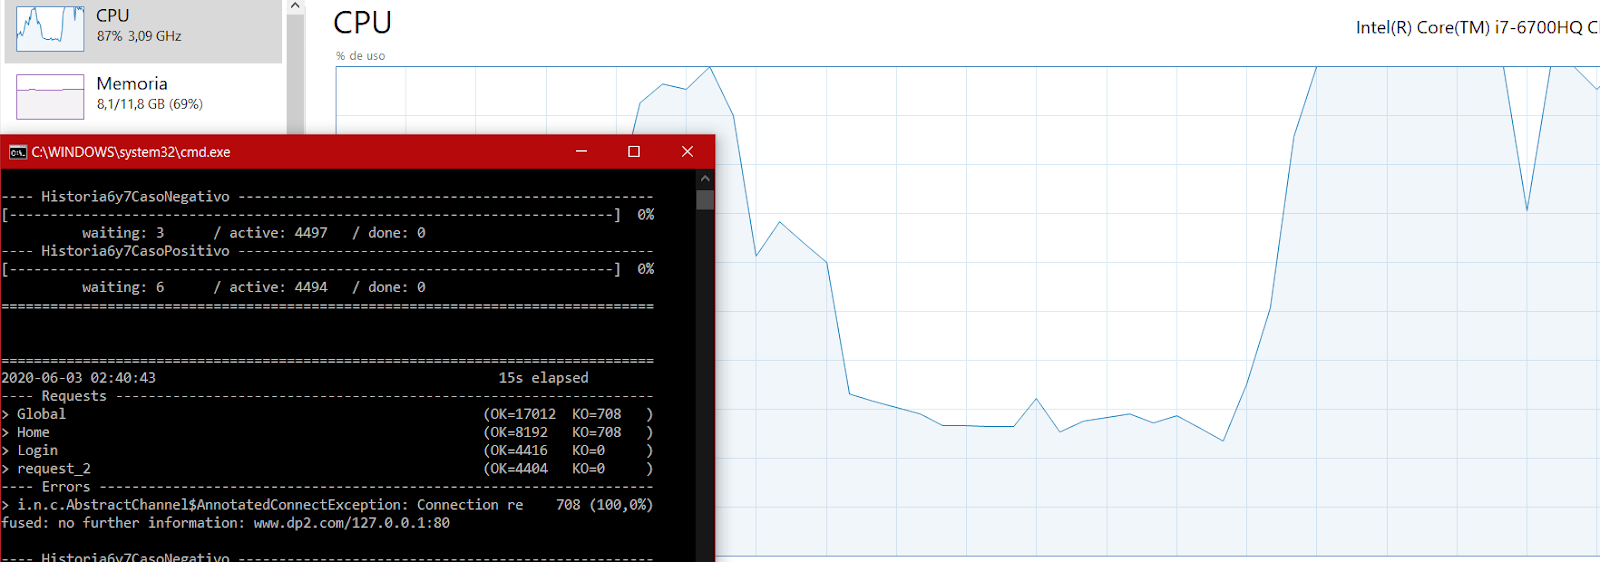 CPU
87% 3,09 GHz
Memoria
8,1/11,8 GB (69%)
CPU
Intel(R) Core(TM) i7-6700HQ
% de uso
C:\WINDOWS\system32\cmd.exe
---- Historia6y7CasoNegativo ---------------------------------------------------
[--------------------------------------------------------------------------] 0%
waiting: 3 / active: 4497 / done: 0
---- Historia6y7CasoPositivo ---------------------------------------------------
[--------------------------------------------------------------------------] 0%
waiting: 6 / active: 4494 / done: 0
================================================================================
================================================================================
2020-06-03 02:40:43 15s elapsed
---- Requests ------------------------------------------------------------------
> Global (OK=17012 KO=708 )
> Home (OK=8192 KO=708 )
> Login (OK=4416 KO=0 )
> request_2 (OK=4404 KO=0 )
---- Errors --------------------------------------------------------------------
> i.n.c.AbstractChannel$AnnotatedConnectException: Connection re 708 (100,0%)
fused: no further information: www.dp2.com/127.0.0.1:80
---- Historia6y7CasoNegativo ---------------------------------------------------